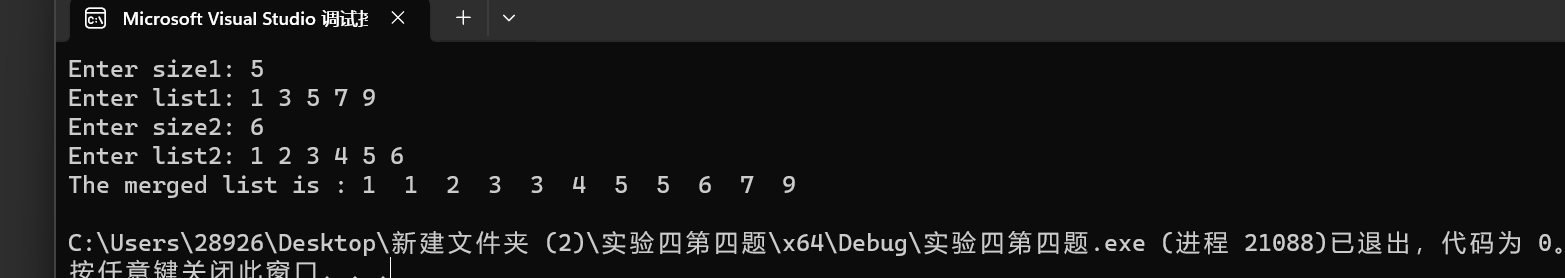 Microsoft Visual Studio 调试
Enter size1: 5
Enter list1: 1 3 5 7 9
Enter size2: 6
Enter list2: 1 2 3 4 5 6
The merged list is : 1  1  2  3  3  4  5  5  6  7  9
C:\Users\28926\Desktop\新建文件夹 (2)\实验四第四题\x64\Debug\实验四第四题.exe (进程 21088)已退出，代码为 0。
按任意键关闭此窗口. . .